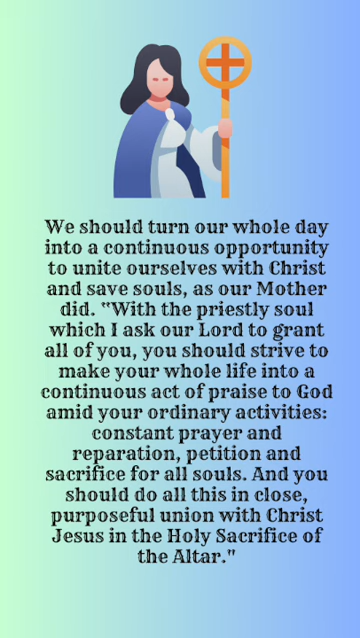 We should turn our whole day
into a continuous opportunity
to unite ourselves with Christ
and save souls, as our Mother
did. "With the priestly soul
which I ask our Lord to grant
all of you, you should strive to
make your whole life into a
continuous act of praise to God
amid your ordinary activities:
constant prayer and
reparation, petition and
sacrifice for all souls. And you
should do all this in close,
purposeful union with Christ
Jesus in the Holy Sacrifice of
the Altar."